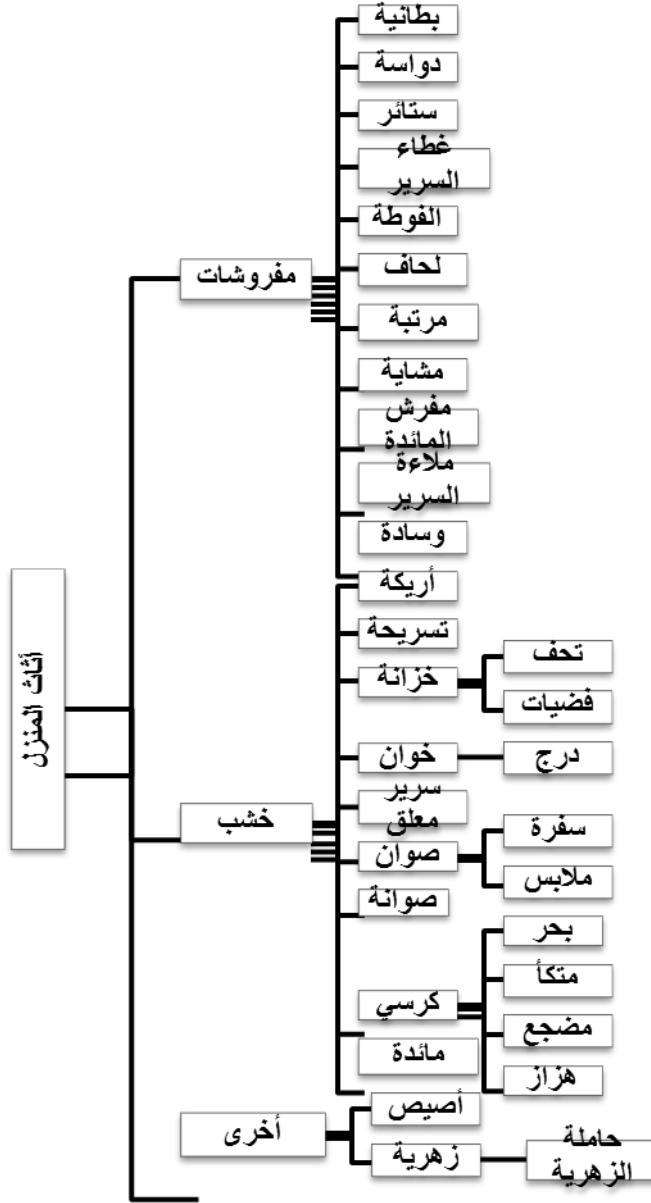 أثاث المنزل
مفروشات
بطانية
دواسة
ستائر
غطاء
السرير
الفوطة
لحاف
مرتبة
مشاية
مفرش
المائدة
ملاءة
السرير
وسادة
خشب
أريكة
تسريحة
خزانة
تحف
فضيات
خوان
درج
سرير
معلق
صوان
سفرة
ملابس
صوانة
كرسي
بحر
متكأ
مضجع
هزاز
مائدة
أخرى
أصيص
زهرية
حاملة
الزهرية